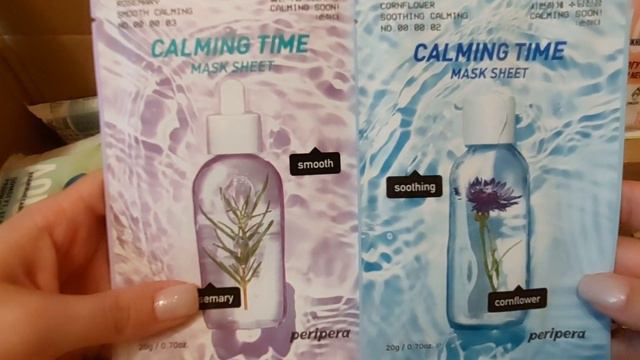 ROSEMARY
SMOOTH CALMING
NO 00:00:03
CALMING SOON!
CALMING TIME
MASK SHEET
smooth
semary
20g / 0.70oz.
peripera
CORNFLOWER
SOOTHING CALMING
NO 00:00:02
CALMING SOON!
CALMING TIME
MASK SHEET
soothing
cornflower
20g / 0.70oz.
peripera